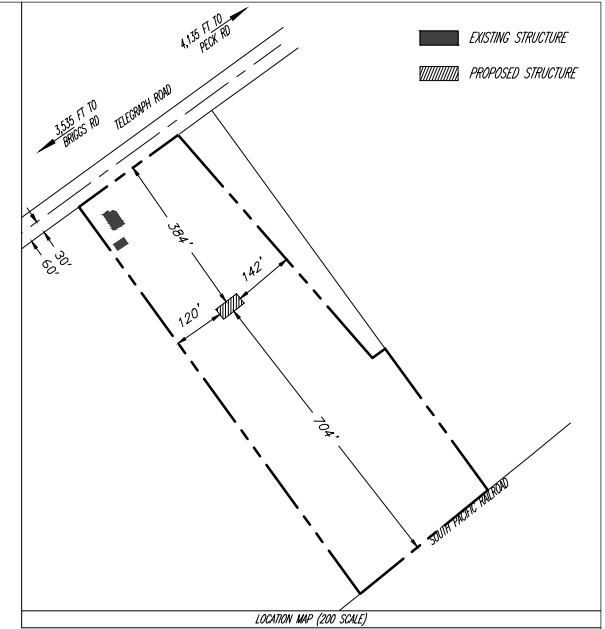 4,135 FT TO
PECK RD
EXISTING STRUCTURE
PROPOSED STRUCTURE
3,535 FT TO
BRIGGS RD
TELEGRAPH ROAD
30'
60'
384'
142'
120'
704'
SOUTH PACIFIC RAILROAD
LOCATION MAP (200 SCALE)